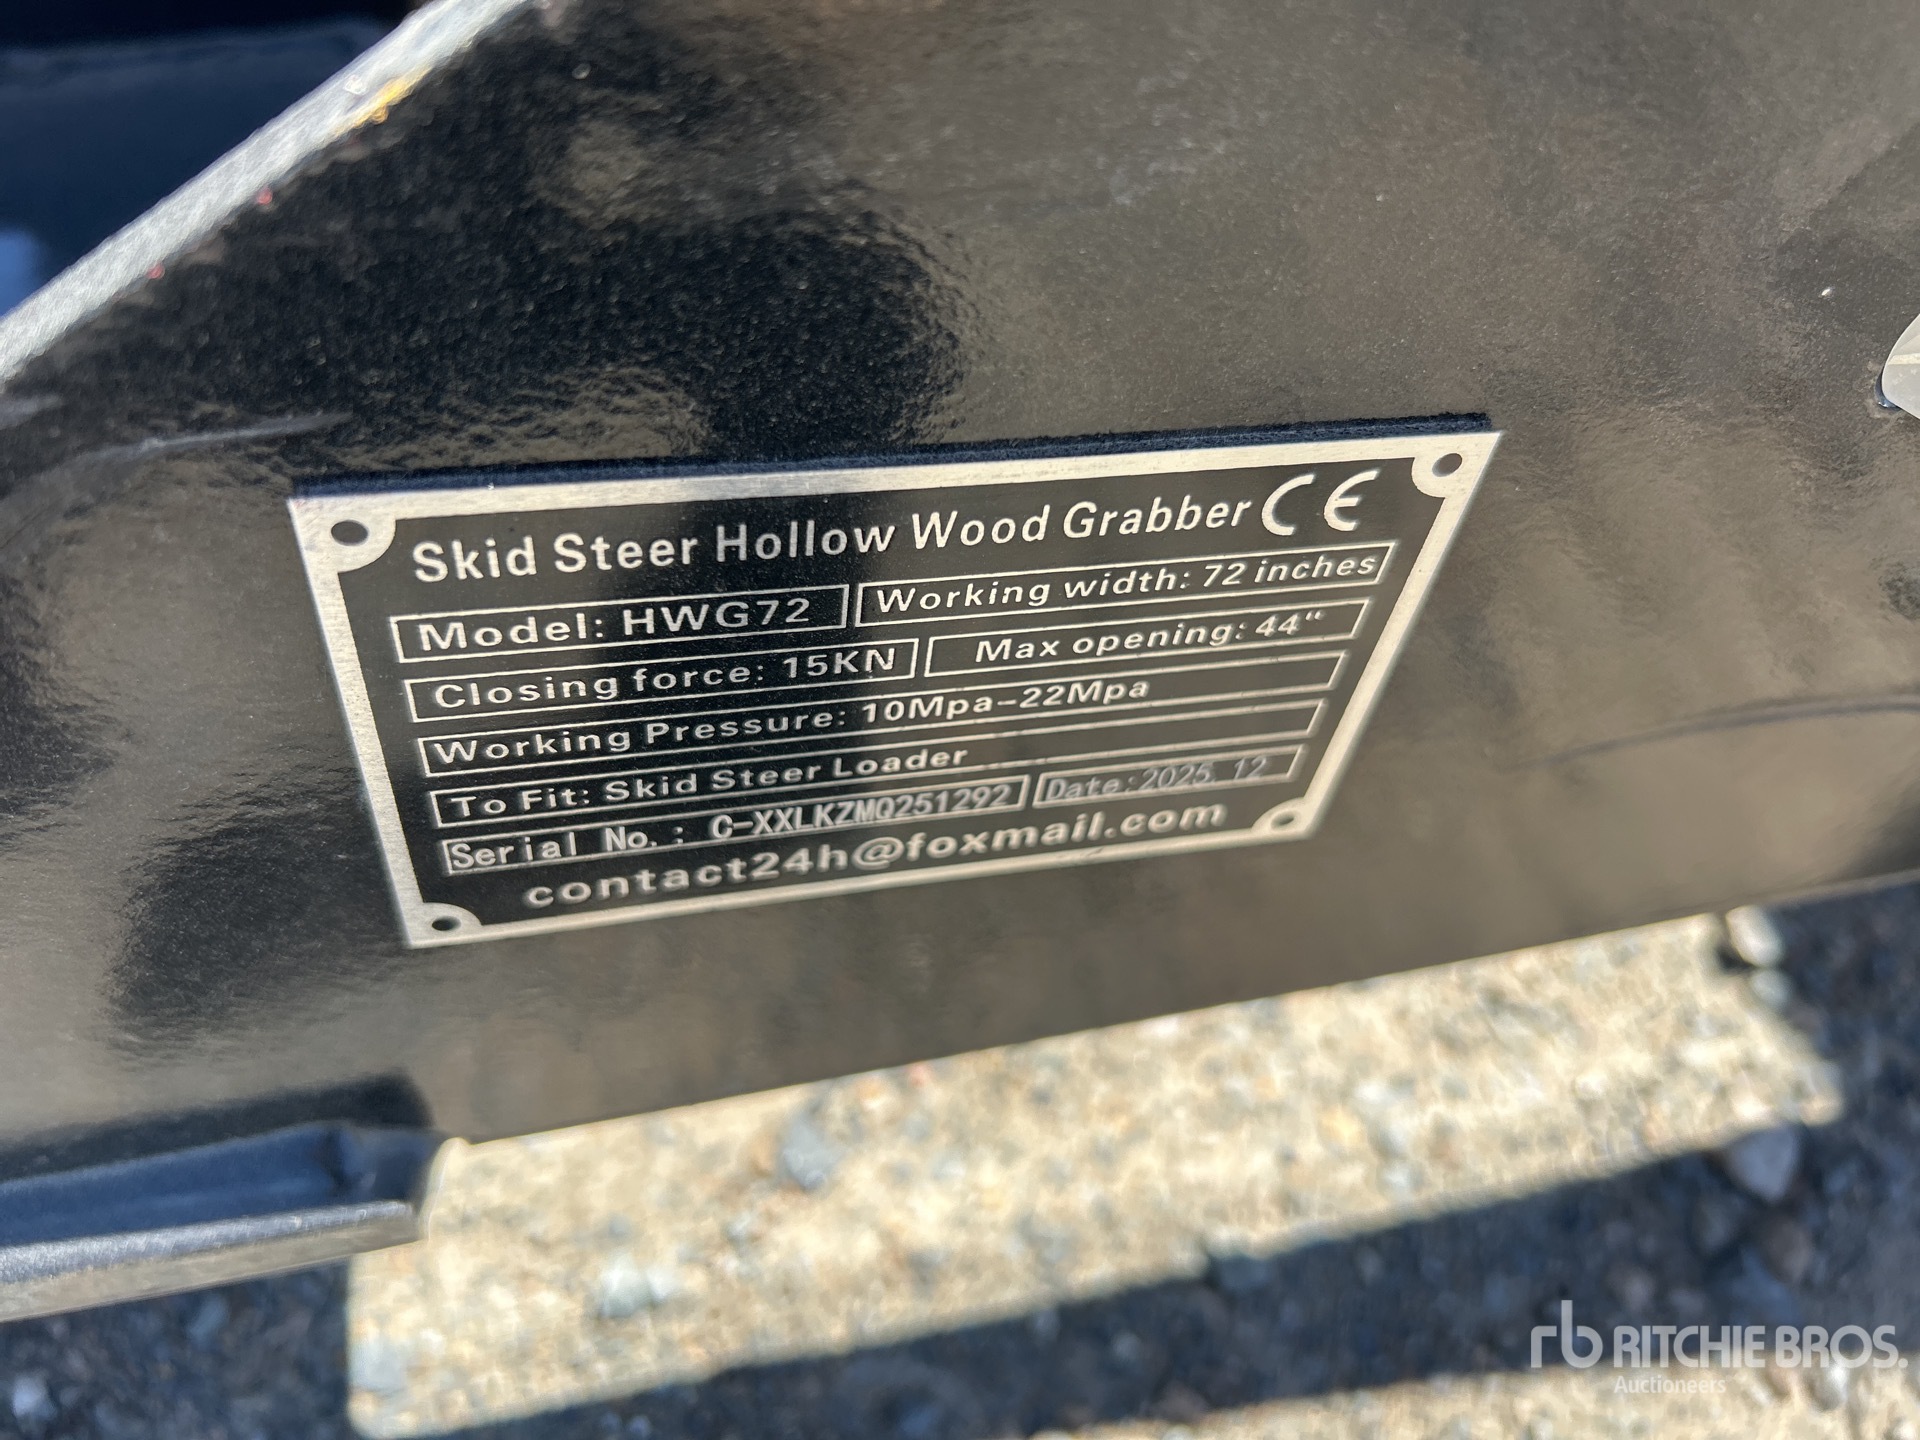 Skid Steer Hollow Wood Grabber CE
Model: HWG72 Working width: 72 inches
Closing force: 15KN Max opening: 44"
Working Pressure: 10Mpa-22Mpa
To Fit: Skid Steer Loader
Serial No.: C-XXLKZMQ251292 Date:2025.12
contact24h@foxmail.com
rb RITCHIE BROS.
Auctioneers